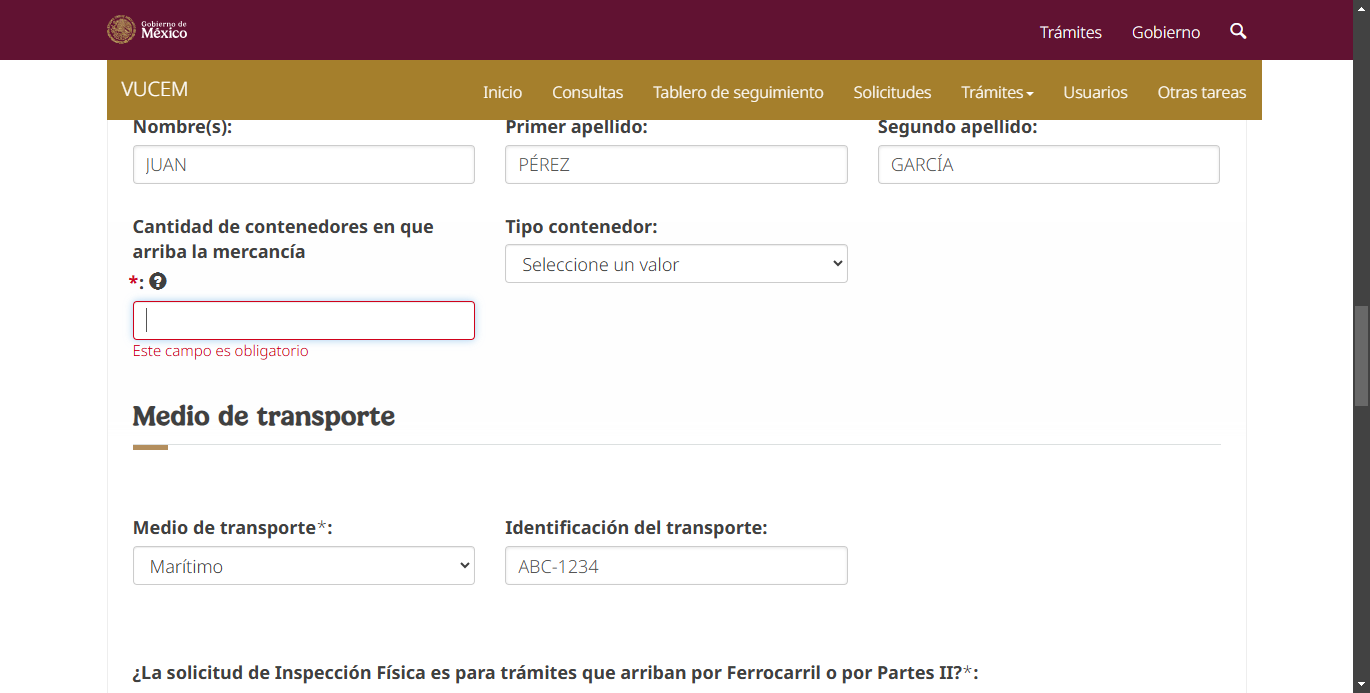 Gobierno de
México
Trámites Gobierno
VUCEM Inicio Consultas Tablero de seguimiento Solicitudes Trámites Usuarios Otras tareas
Nombre(s): Primer apellido: Segundo apellido:
JUAN PÉREZ GARCÍA
Cantidad de contenedores en que
arriba la mercancía
*:
Tipo contenedor:
Seleccione un valor
Este campo es obligatorio
Medio de transporte
Medio de transporte*: Identificación del transporte:
Marítimo ABC-1234
¿La solicitud de Inspección Física es para trámites que arriban por Ferrocarril o por Partes II?*: